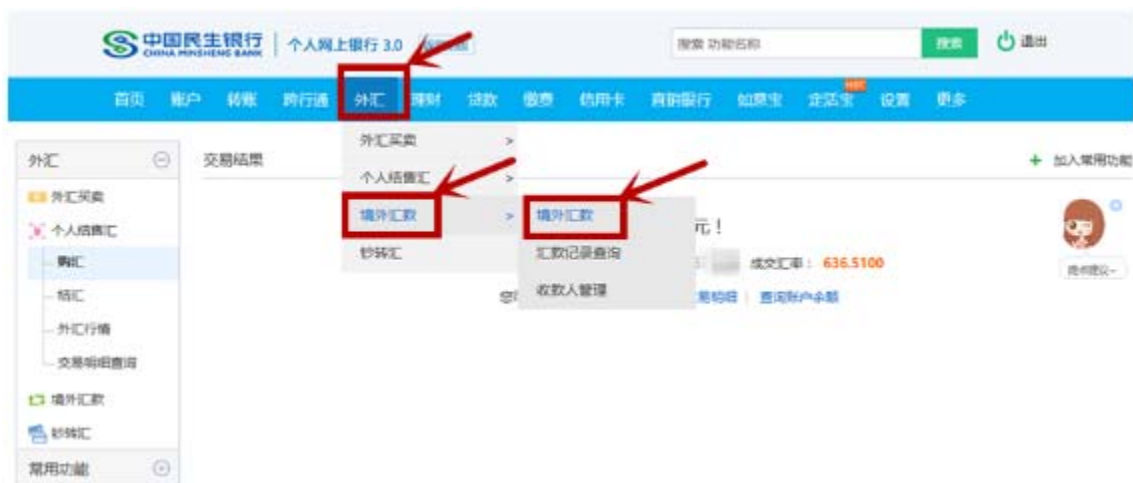 中国民生银行
CHINA MINSHENG BANK
个人网上银行 3.0
搜索 功能名称
搜索
退出
首页 账户 转账 跨行通 外汇 理财 贷款 缴费 信用卡 直销银行 如意宝 定活宝 设置 更多
外汇买卖 >
个人结售汇 >
境外汇款 >
钞转汇
境外汇款
汇款记录查询
收款人管理
外汇
交易结果
+ 加入常用功能
外汇买卖
个人结售汇
购汇
结汇
外汇行情
交易明细查询
境外汇款
钞转汇
常用功能
元!
成交汇率: 636.5100
您
易明细 | 查询账户余额